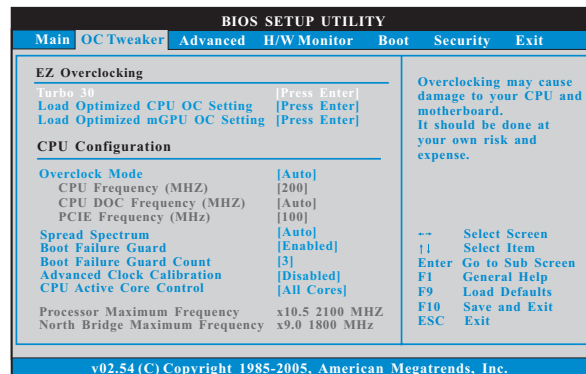 BIOS SETUP UTILITY
Main OC Tweaker Advanced H/W Monitor Boot Security Exit
EZ Overclocking
Turbo 30 [Press Enter]
Load Optimized CPU OC Setting [Press Enter]
Load Optimized mGPU OC Setting [Press Enter]
CPU Configuration
Overclock Mode [Auto]
CPU Frequency (MHZ) [200]
CPU DOC Frequency (MHZ) [Auto]
PCIE Frequency (MHz) [100]
Spread Spectrum [Auto]
Boot Failure Guard [Enabled]
Boot Failure Guard Count [3]
Advanced Clock Calibration [Disabled]
CPU Active Core Control [All Cores]
Processor Maximum Frequency x10.5 2100 MHZ
North Bridge Maximum Frequency x9.0 1800 MHz
Overclocking may cause
damage to your CPU and
motherboard.
It should be done at
your own risk and
expense.
←→ Select Screen
↑↓ Select Item
Enter Go to Sub Screen
F1 General Help
F9 Load Defaults
F10 Save and Exit
ESC Exit
v02.54 (C) Copyright 1985-2005, American Megatrends, Inc.